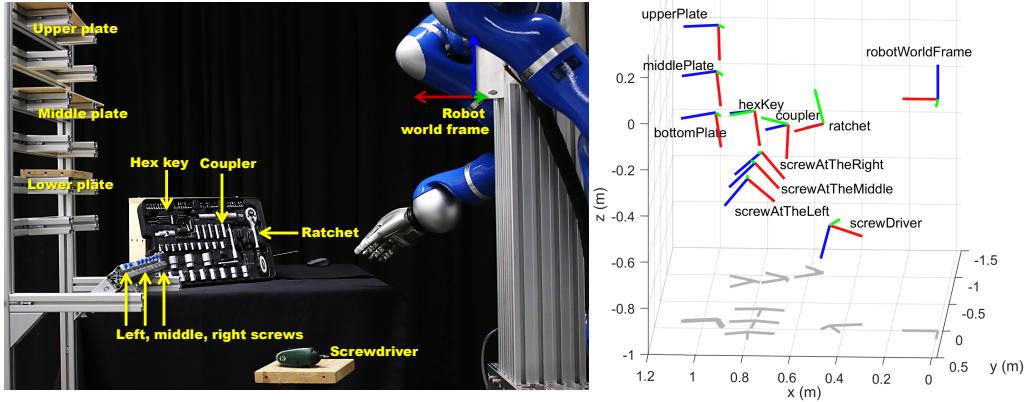 Upper plate
Middle plate
Lower plate
Hex key
Coupler
Ratchet
Robot
world frame
Left, middle, right screws
Screwdriver
upperPlate
middlePlate
bottomPlate
hexKey
coupler
ratchet
robotWorldFrame
screwAtTheRight
screwAtTheMiddle
screwAtTheLeft
screwDriver
0.2
0
-0.2
-0.4
-0.6
-0.8
-1
z (m)
1.2
1
0.8
0.6
0.4
0.2
0
x (m)
-1.5
-1
-0.5
0
0.5
y (m)